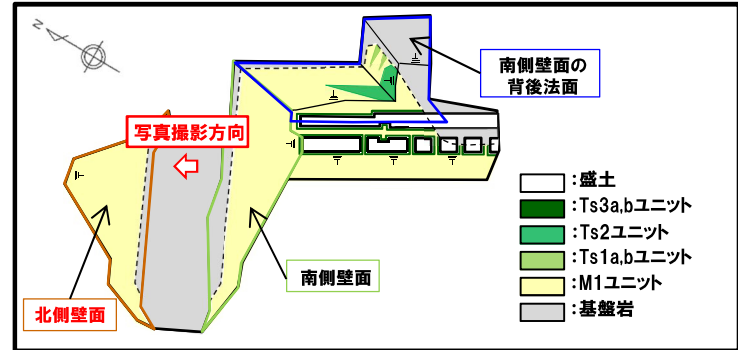 N
南側壁面の
背後法面
写真撮影方向
南側壁面
北側壁面
:盛土
:Ts3a,bユニット
:Ts2ユニット
:Ts1a,bユニット
:M1ユニット
:基盤岩